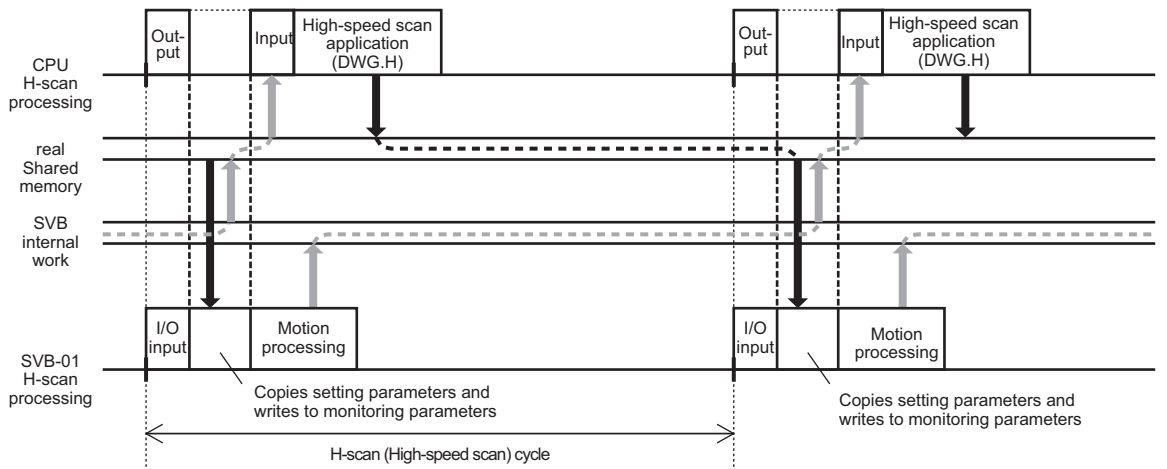 Out-
put
Input
High-speed scan
application
(DWG.H)
Out-
put
Input
High-speed scan
application
(DWG.H)
CPU
H-scan
processing
real
Shared
memory
SVB
internal
work
I/O
input
Motion
processing
I/O
input
Motion
processing
SVB-01
H-scan
processing
Copies setting parameters and
writes to monitoring parameters
Copies setting parameters and
writes to monitoring parameters
H-scan (High-speed scan) cycle